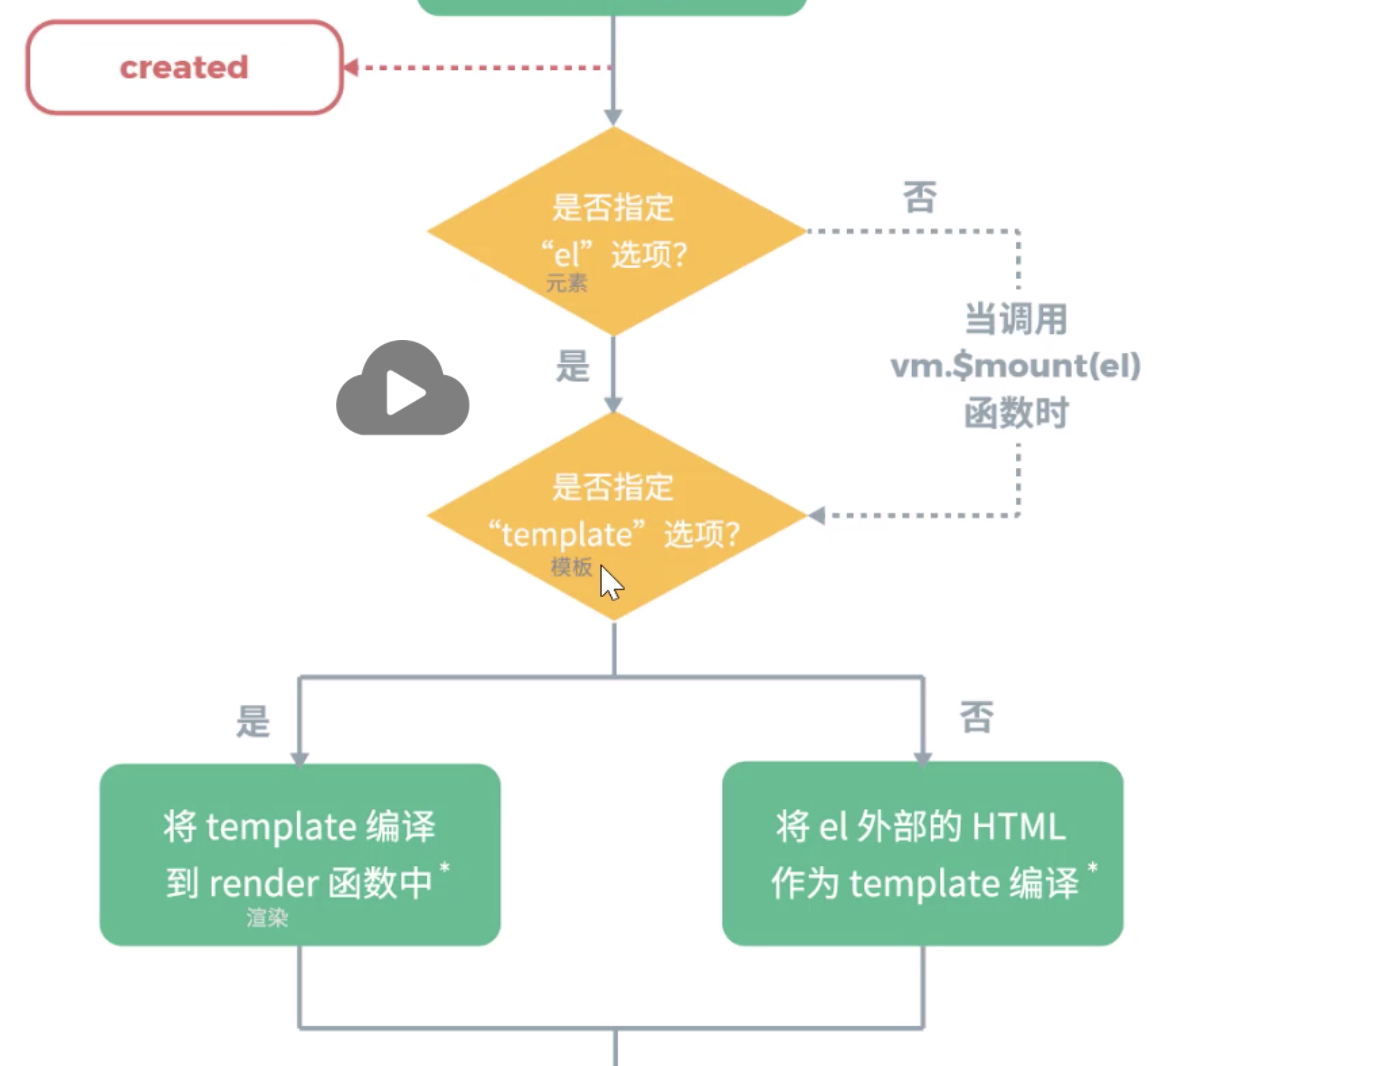 created
是否指定
“el”选项?
元素
否
当调用
vm.$mount(el)
函数时
是
是否指定
“template”选项?
模板
是
否
将 template 编译
到 render 函数中*
渲染
将 el 外部的 HTML
作为 template 编译*